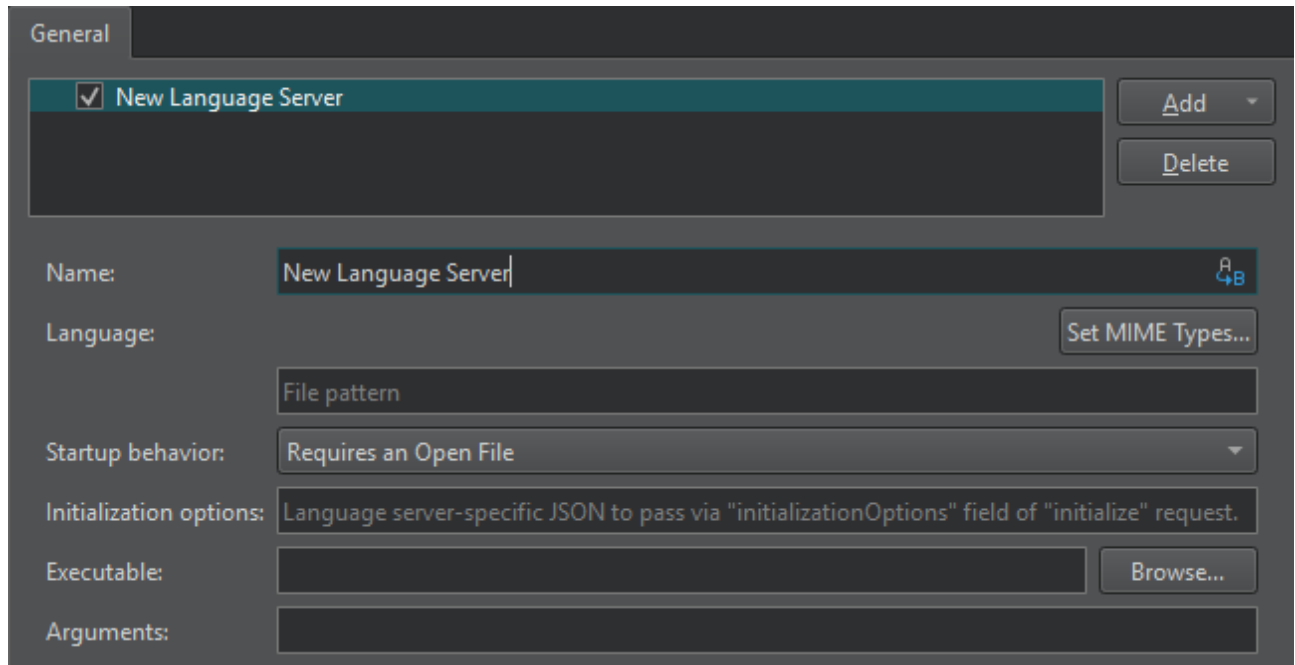 General
New Language Server
Add
Delete
Name: New Language Server
Language: Set MIME Types...
File pattern
Startup behavior: Requires an Open File
Initialization options: Language server-specific JSON to pass via "initializationOptions" field of "initialize" request.
Executable: Browse...
Arguments: